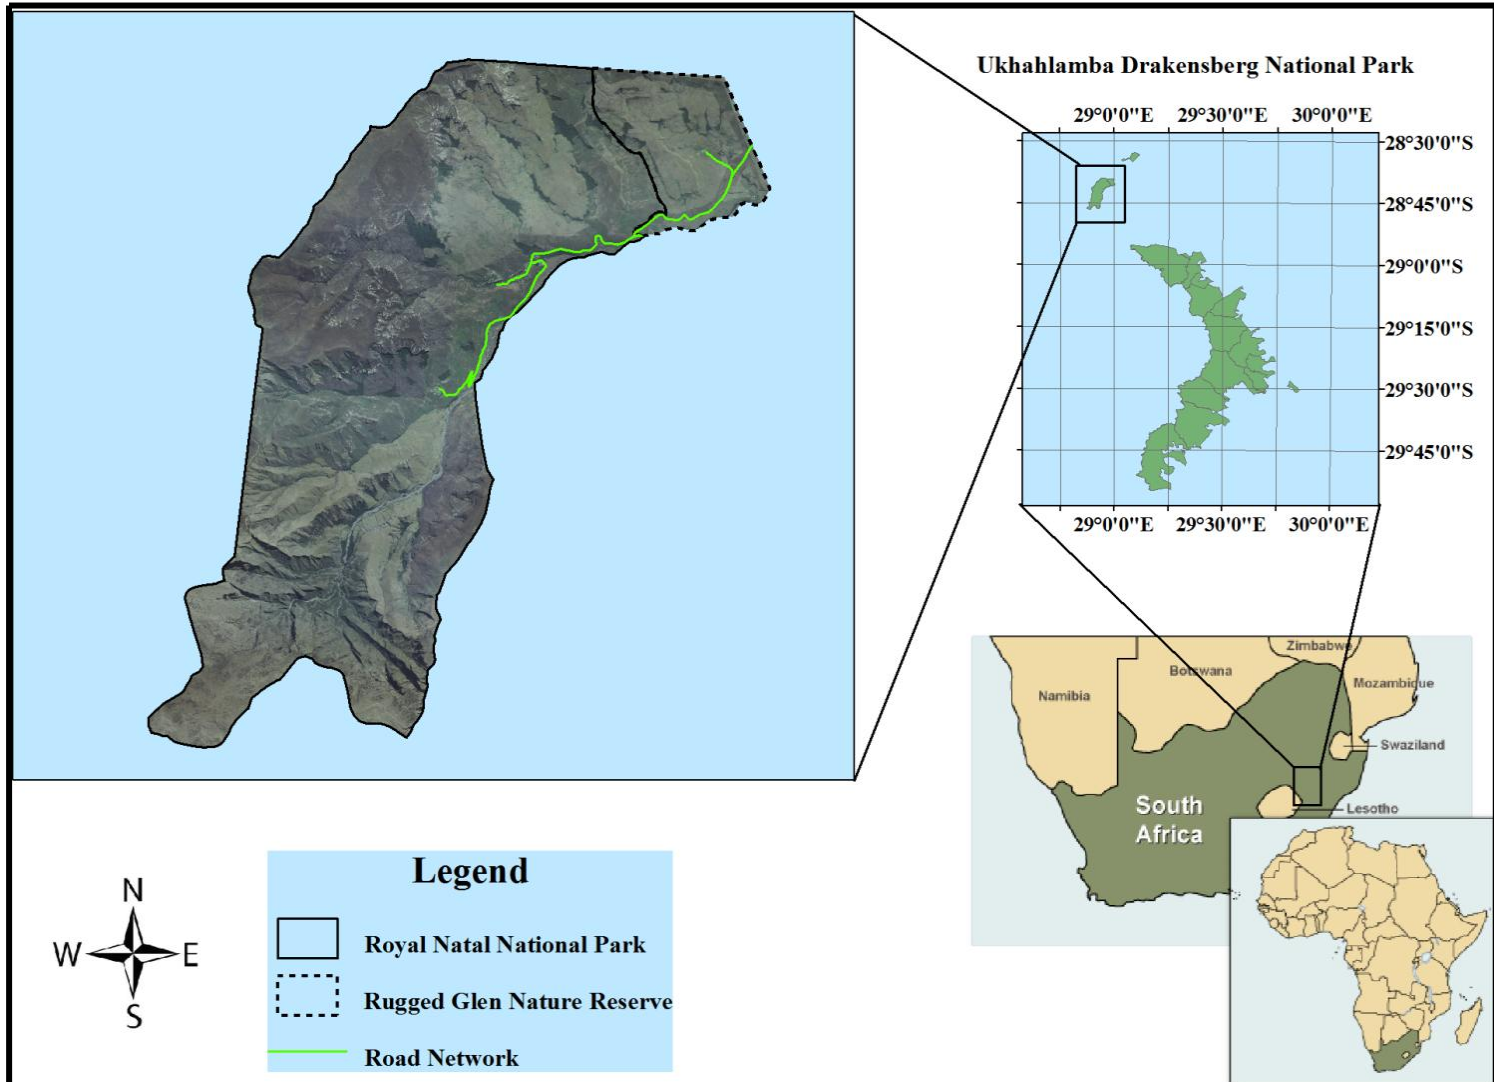 Ukhahlamba Drakensberg National Park
29°0'0"E 29°30'0"E 30°0'0"E
28°30'0"S
28°45'0"S
29°0'0"S
29°15'0"S
29°30'0"S
29°45'0"S
29°0'0"E 29°30'0"E 30°0'0"E
Zimbabwe
Botswana
Mozambique
Namibia
Swaziland
South
Africa
Lesotho
Legend
Royal Natal National Park
Rugged Glen Nature Reserve
Road Network
N
W E
S